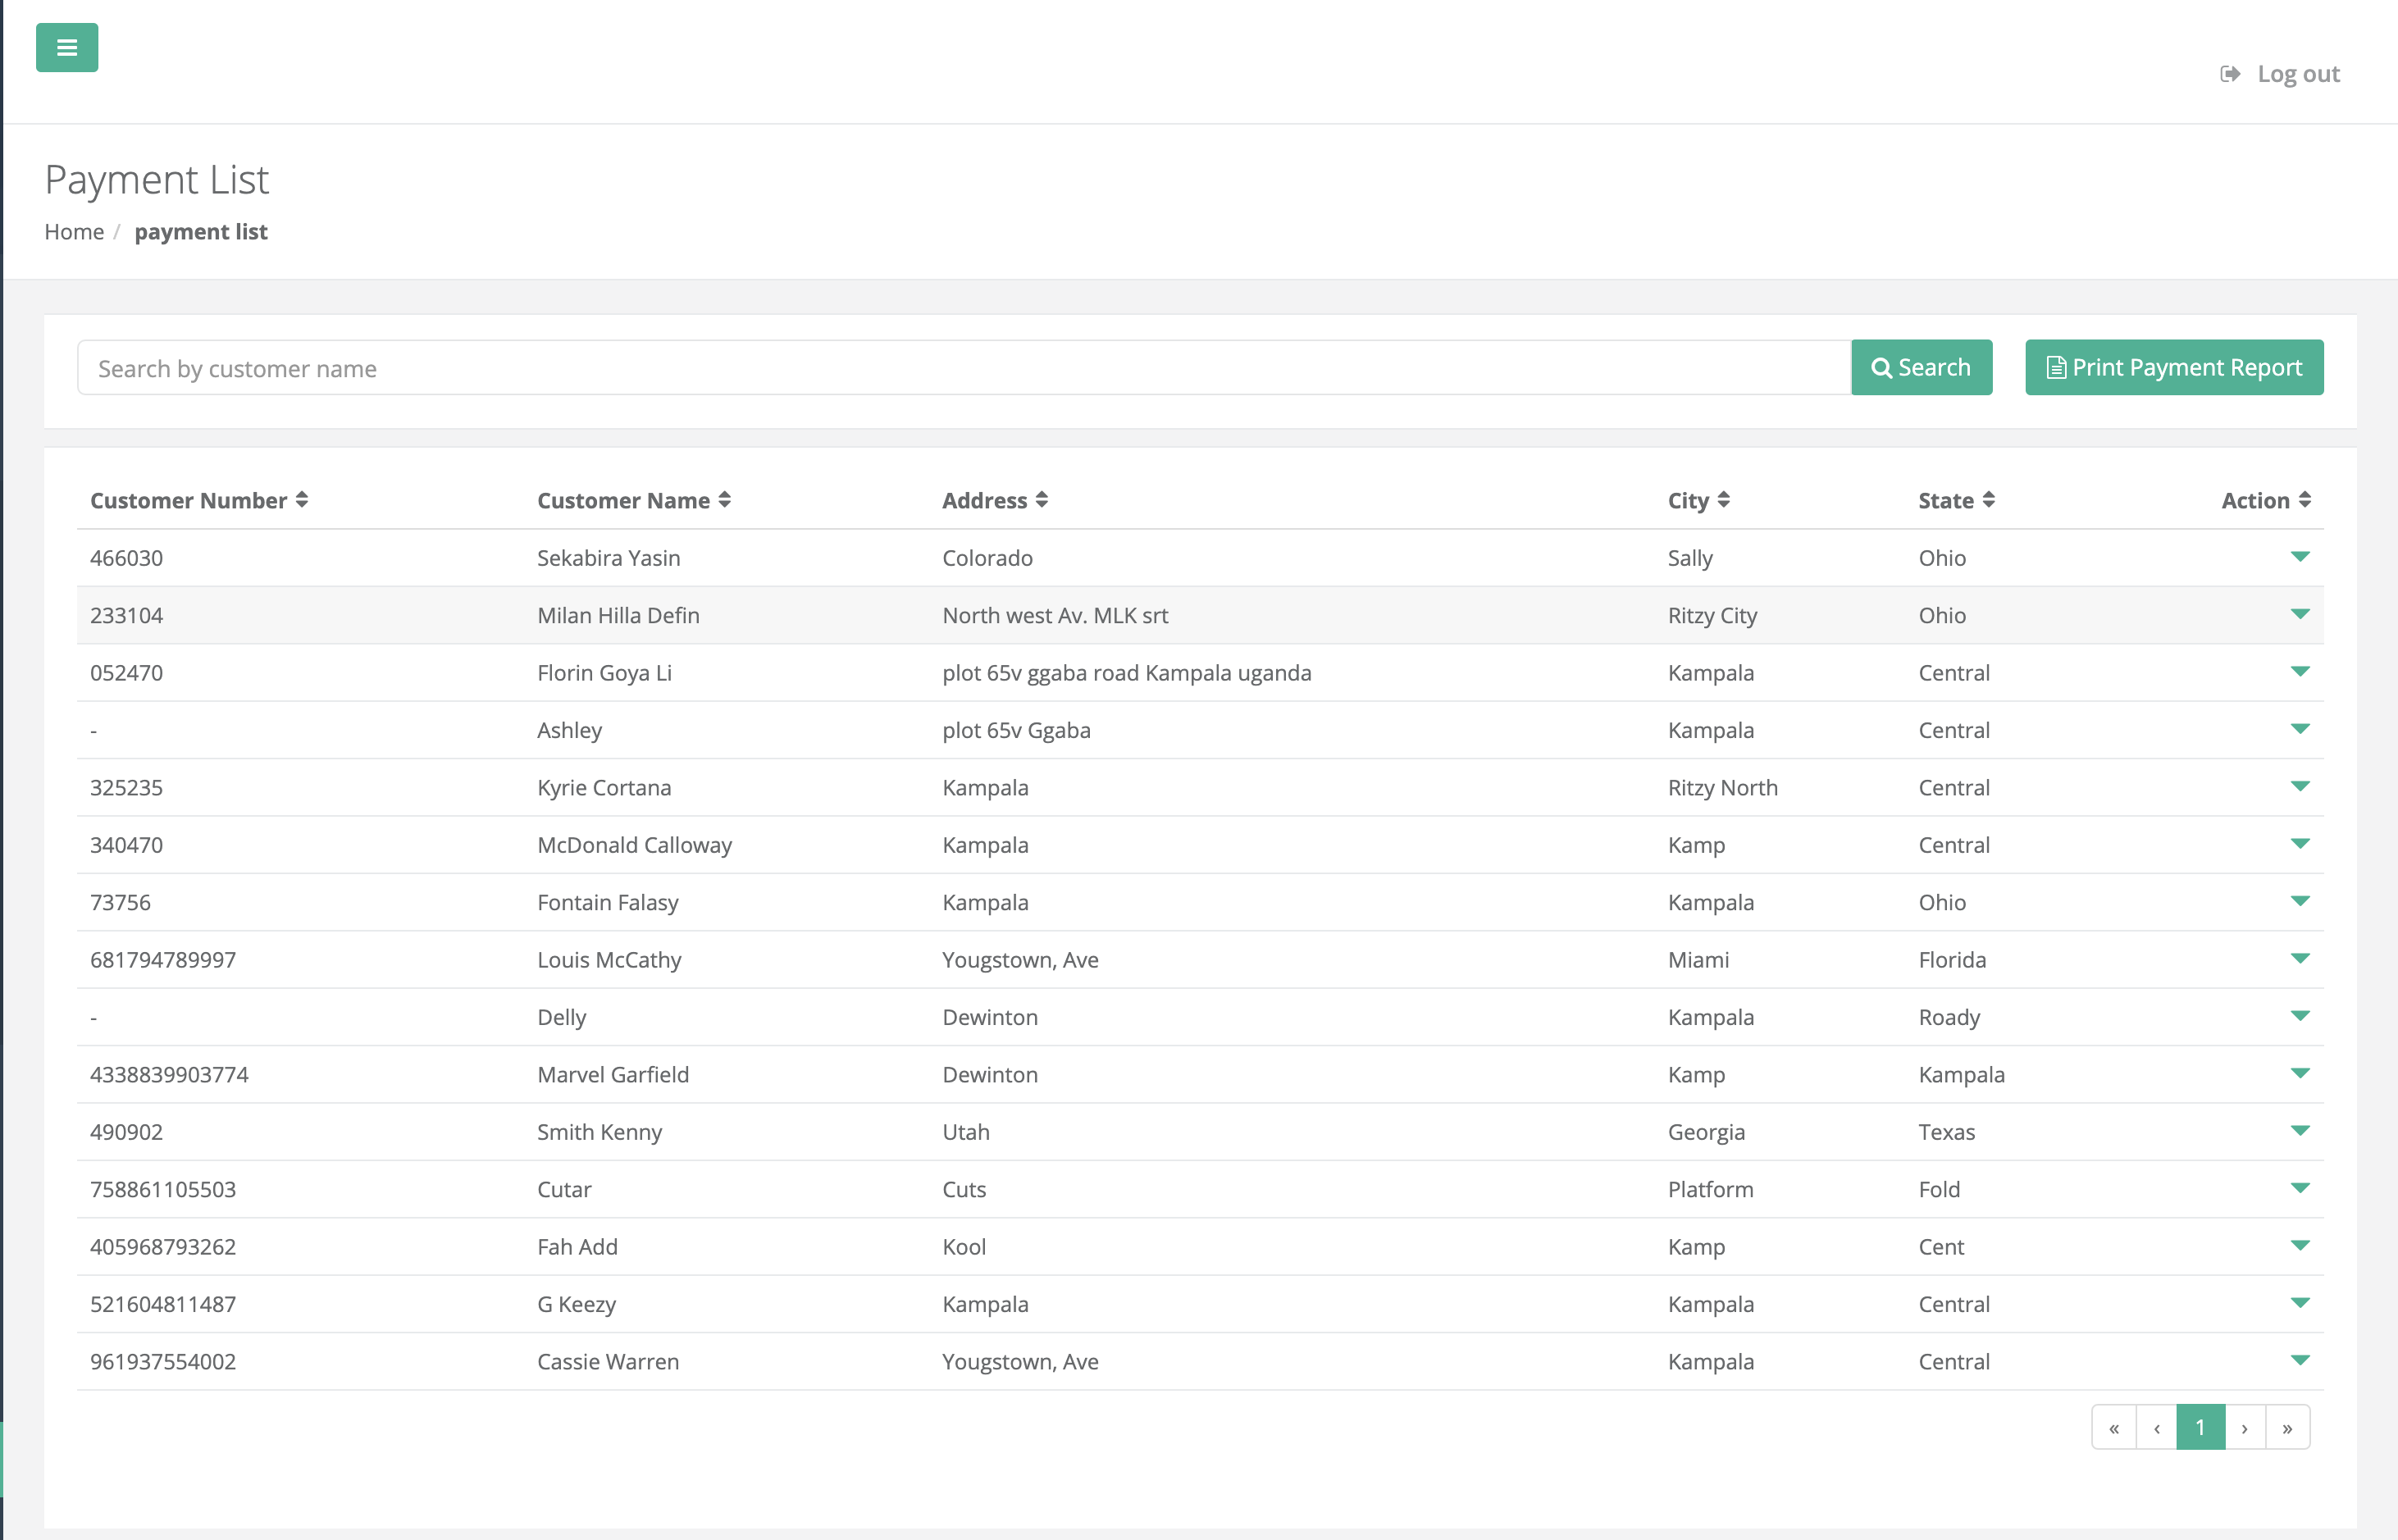 Log out
Payment List
Home / payment list
Search by customer name Search Print Payment Report
Customer Number Customer Name Address City State Action
466030 Sekabira Yasin Colorado Sally Ohio
233104 Milan Hilla Defin North west Av. MLK srt Ritzy City Ohio
052470 Florin Goya Li plot 65v ggaba road Kampala uganda Kampala Central
- Ashley plot 65v Ggaba Kampala Central
325235 Kyrie Cortana Kampala Ritzy North Central
340470 McDonald Calloway Kampala Kamp Central
73756 Fontain Falasy Kampala Kampala Ohio
681794789997 Louis McCathy Yougstown, Ave Miami Florida
- Delly Dewinton Kampala Roady
4338839903774 Marvel Garfield Dewinton Kamp Kampala
490902 Smith Kenny Utah Georgia Texas
758861105503 Cutar Cuts Platform Fold
405968793262 Fah Add Kool Kamp Cent
521604811487 G Keezy Kampala Kampala Central
961937554002 Cassie Warren Yougstown, Ave Kampala Central
« ‹ 1 › »